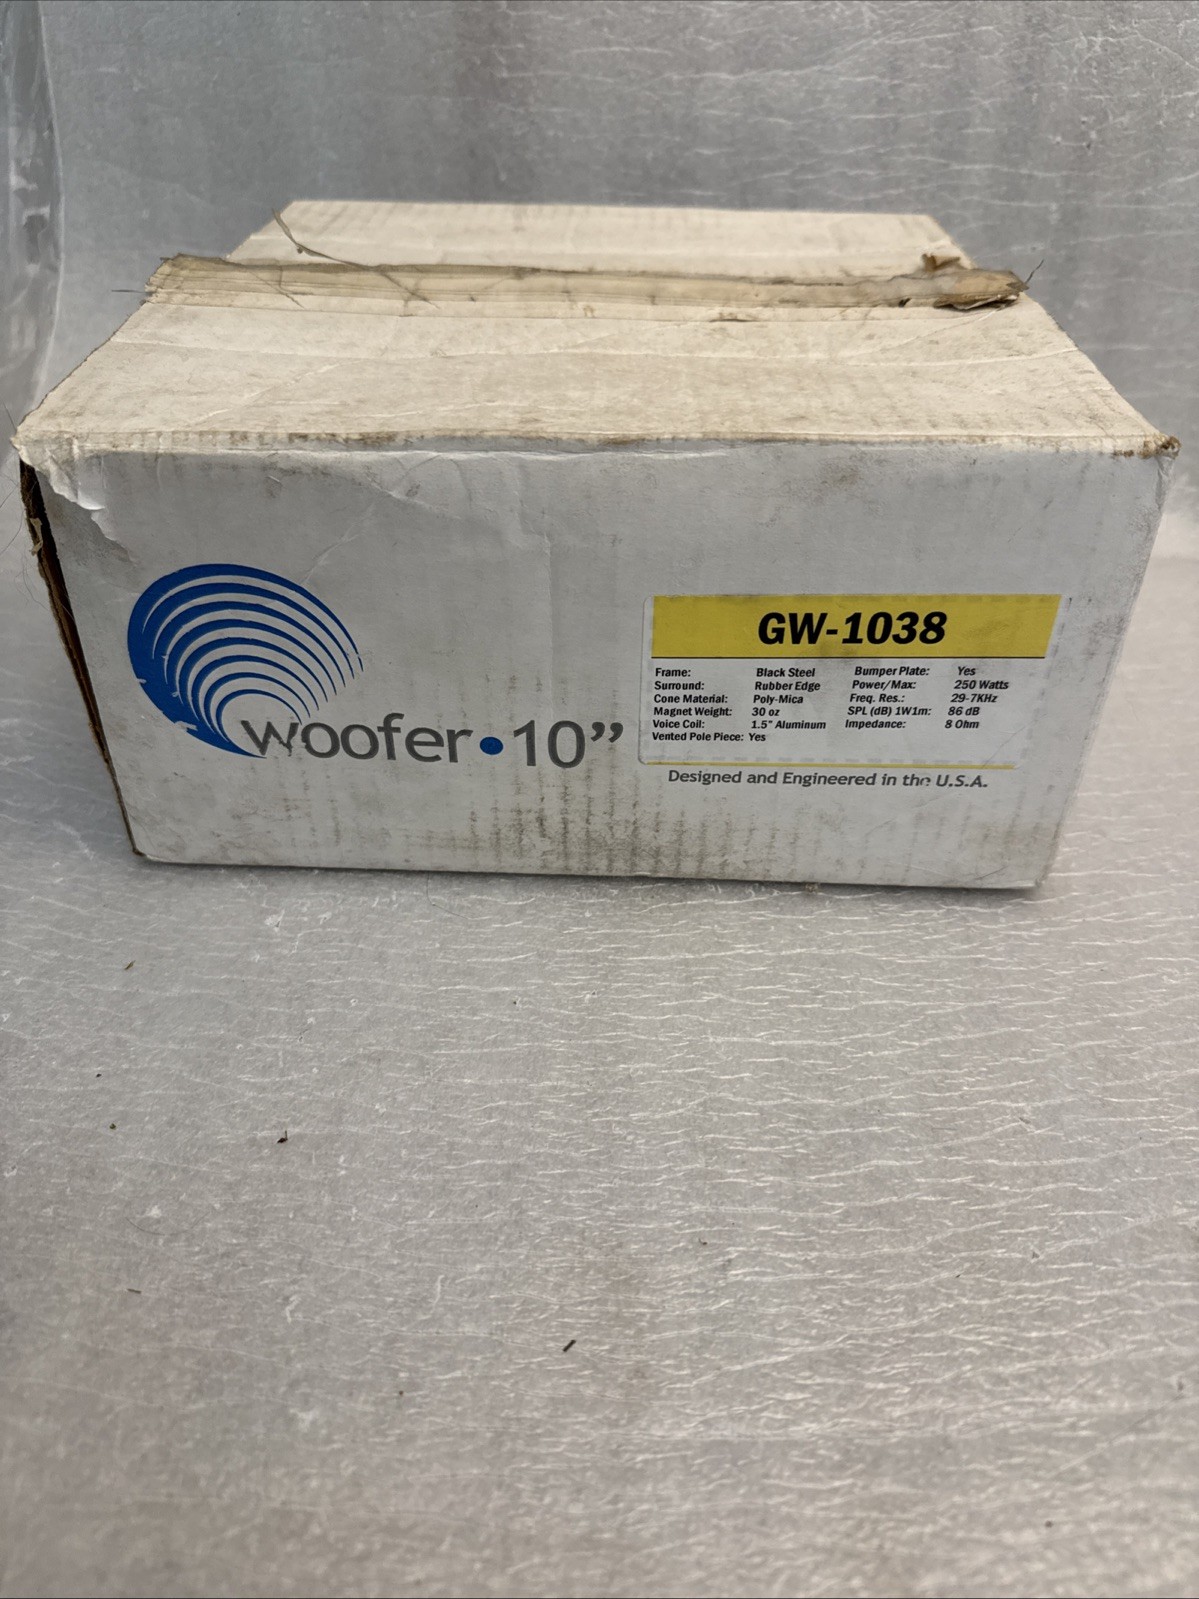 woofer • 10”
GW-1038
Frame: Black Steel Bumper Plate: Yes
Surround: Rubber Edge Power/Max: 250 Watts
Cone Material: Poly-Mica Freq. Res.: 29-7KHz
Magnet Weight: 30 oz SPL (dB) 1W1m: 86 dB
Voice Coil: 1.5" Aluminum Impedance: 8 Ohm
Vented Pole Piece: Yes
Designed and Engineered in the U.S.A.